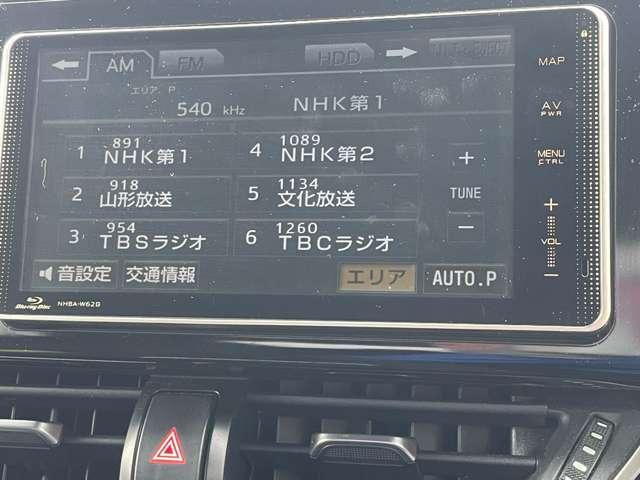 AM FM HDD
エリア P
540 kHz NHK第1
1 891 NHK第1 4 1089 NHK第2
2 918 山形放送 5 1134 文化放送
3 954 TBSラジオ 6 1260 TBCラジオ
+
TUNE
−
音設定 交通情報 エリア AUTO.P
Blu-ray Disc NHBA-W62G
MAP
AV
PWR
MENU
CTRL
+
VOL
−